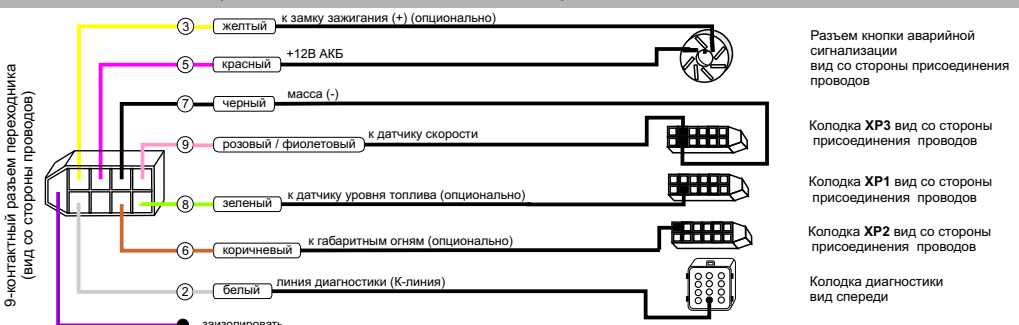 3 желтый к замку зажигания (+) (опционально)
Разъем кнопки аварийной
сигнализации
вид со стороны присоединения
проводов
5 красный +12В АКБ
7 черный масса (-)
9 розовый / фиолетовый к датчику скорости
Колодка XP3 вид со стороны
присоединения проводов
8 зеленый к датчику уровня топлива (опционально)
Колодка XP1 вид со стороны
присоединения проводов
6 коричневый к габаритным огням (опционально)
Колодка XP2 вид со стороны
присоединения проводов
2 белый линия диагностики (К-линия)
Колодка диагностики
вид спереди
заизолировать
9-контактный разъем переходника
(вид со стороны проводов)